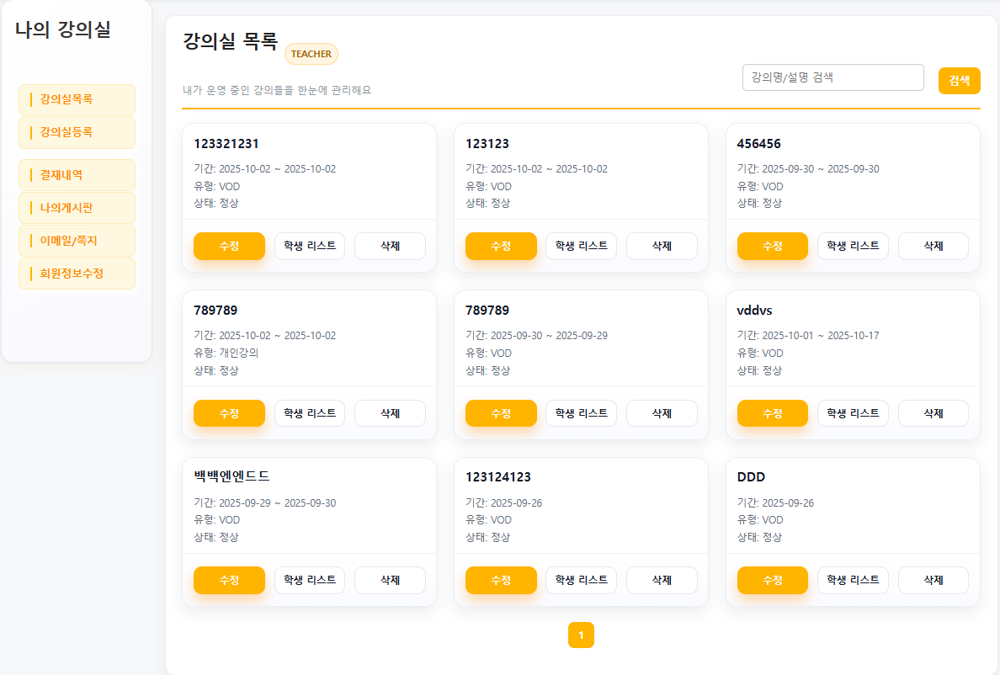 나의 강의실
강의실목록
강의실등록
결재내역
나의게시판
이메일/쪽지
회원정보수정
강의실 목록
TEACHER
내가 운영 중인 강의들을 한눈에 관리해요
강의명/설명 검색
검색
123321231
기간: 2025-10-02 ~ 2025-10-02
유형: VOD
상태: 정상
수정 학생 리스트 삭제
123123
기간: 2025-10-02 ~ 2025-10-02
유형: VOD
상태: 정상
수정 학생 리스트 삭제
456456
기간: 2025-09-30 ~ 2025-09-30
유형: VOD
상태: 정상
수정 학생 리스트 삭제
789789
기간: 2025-10-02 ~ 2025-10-02
유형: 개인강의
상태: 정상
수정 학생 리스트 삭제
789789
기간: 2025-09-30 ~ 2025-09-29
유형: VOD
상태: 정상
수정 학생 리스트 삭제
vddvs
기간: 2025-10-01 ~ 2025-10-17
유형: VOD
상태: 정상
수정 학생 리스트 삭제
백백엔엔드드
기간: 2025-09-29 ~ 2025-09-30
유형: VOD
상태: 정상
수정 학생 리스트 삭제
123124123
기간: 2025-09-26
유형: VOD
상태: 정상
수정 학생 리스트 삭제
DDD
기간: 2025-09-26
유형: VOD
상태: 정상
수정 학생 리스트 삭제
1